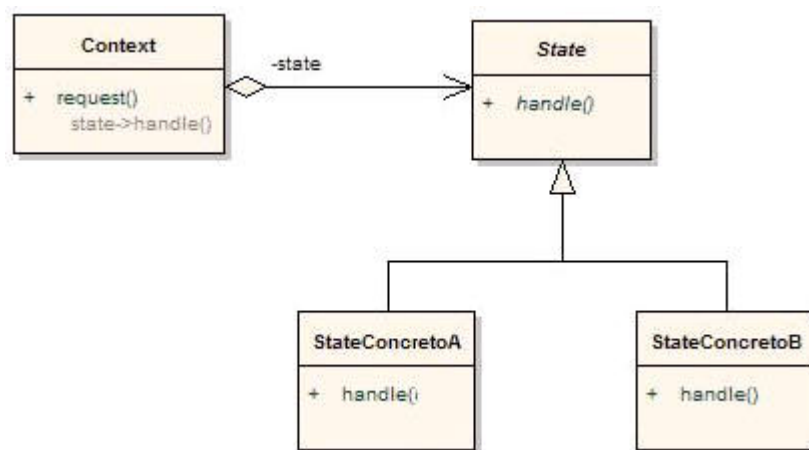 Context
+ request()
state->handle()
-state
State
+ handle()
StateConcretoA
+ handle()
StateConcretoB
+ handle()